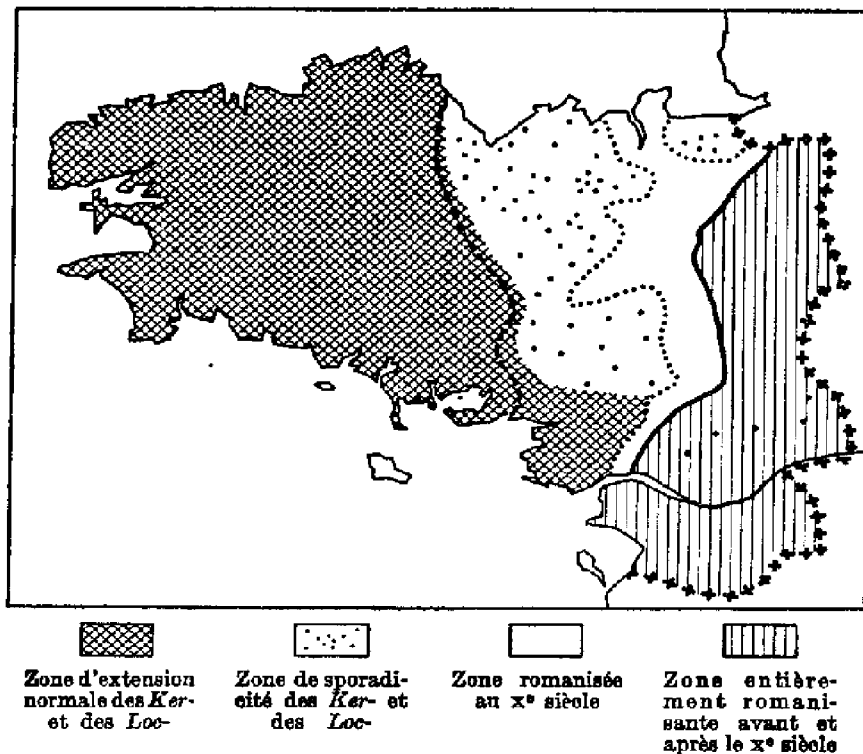 Zone d'extension
normale des Ker-
et des Loc-
Zone de sporadi-
cité des Ker- et
des Loc-
Zone romanisée
au xᵉ siècle
Zone entière-
ment romani-
sante avant et
après le xᵉ siècle